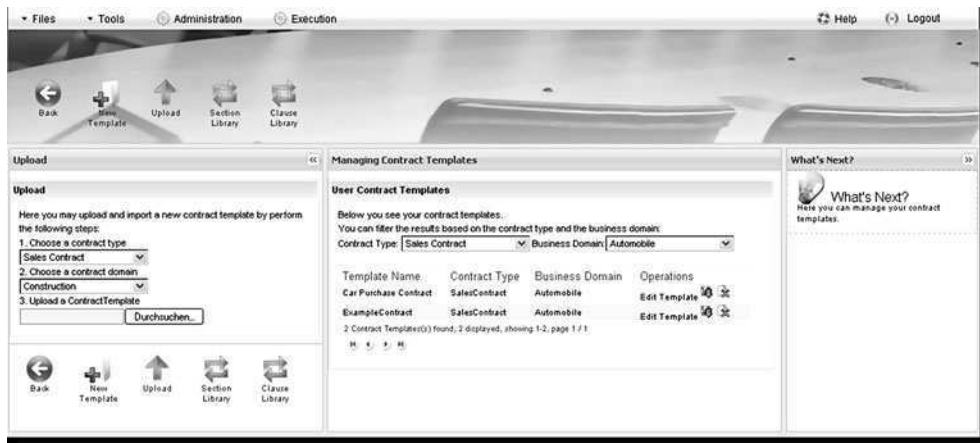 Files Tools Administration Execution Help Logout
Back New Template Upload Section Library Clause Library
Upload
Managing Contract Templates
What's Next?
Upload
Here you may upload and import a new contract template by perform
the following steps:
1. Choose a contract type
Sales Contract
2. Choose a contract domain
Construction
3. Upload a ContractTemplate
Durchsuchen...
Back New Template Upload Section Library Clause Library
User Contract Templates
Below you see your contract templates.
You can filter the results based on the contract type and the business domain:
Contract Type: Sales Contract Business Domain: Automobile
Template Name Contract Type Business Domain Operations
Car Purchase Contract SalesContract Automobile Edit Template
ExampleContract SalesContract Automobile Edit Template
2 Contract Templates(s) found, 2 displayed, showing 1-2, page 1 / 1
What's Next?
Here you can manage your contract
templates.